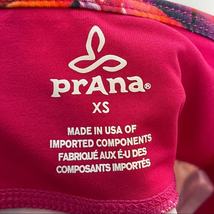 prAna®
XS
MADE IN USA OF
IMPORTED COMPONENTS
FABRIQUÉ AUX É-U DES
COMPOSANTS IMPORTÉS